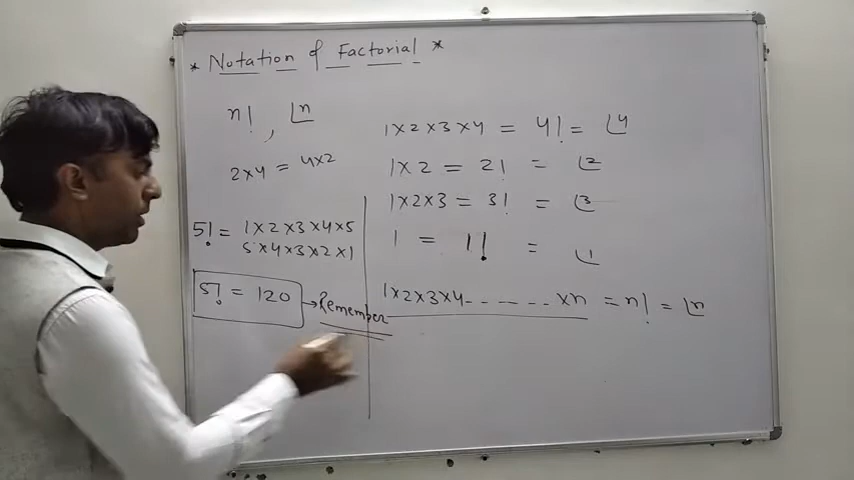 * Notation of Factorial *
n! , ⌊n
2×4 = 4×2
5! = 1×2×3×4×5
5×4×3×2×1
5! = 120 → Remember
1×2×3×4 = 4! = ⌊4
1×2 = 2! = ⌊2
1×2×3 = 3! = ⌊3
1 = 1! = ⌊1
1×2×3×4-------×n = n! = ⌊n